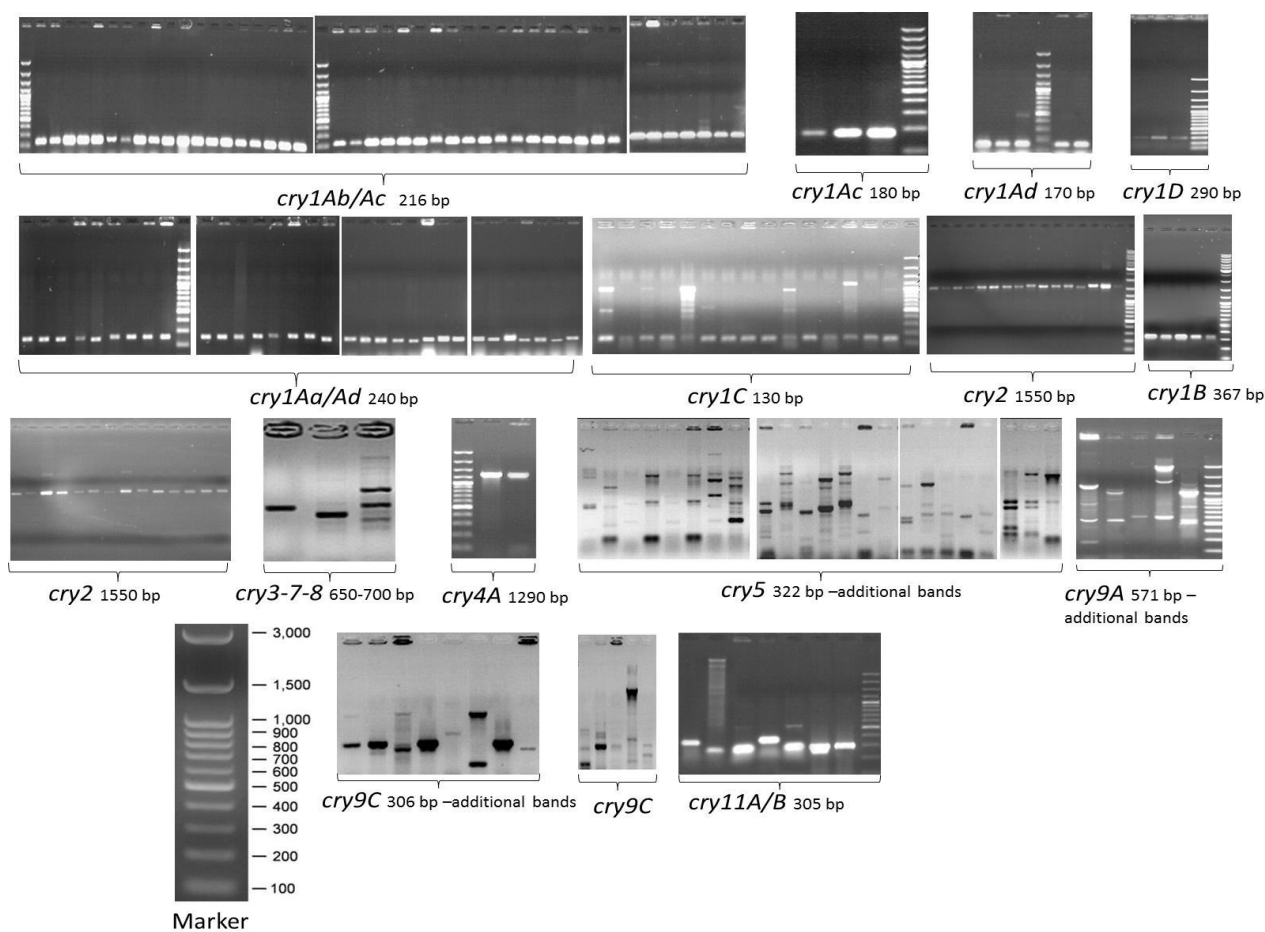 cry1Ab/Ac 216 bp
cry1Ac 180 bp
cry1Ad 170 bp
cry1D 290 bp
cry1Aa/Ad 240 bp
cry1C 130 bp
cry2 1550 bp
cry1B 367 bp
cry2 1550 bp
cry3-7-8 650-700 bp
cry4A 1290 bp
cry5 322 bp –additional bands
cry9A 571 bp –
additional bands
3,000
1,500
1,000
900
800
700
600
500
400
300
200
100
Marker
cry9C 306 bp –additional bands
cry9C
cry11A/B 305 bp